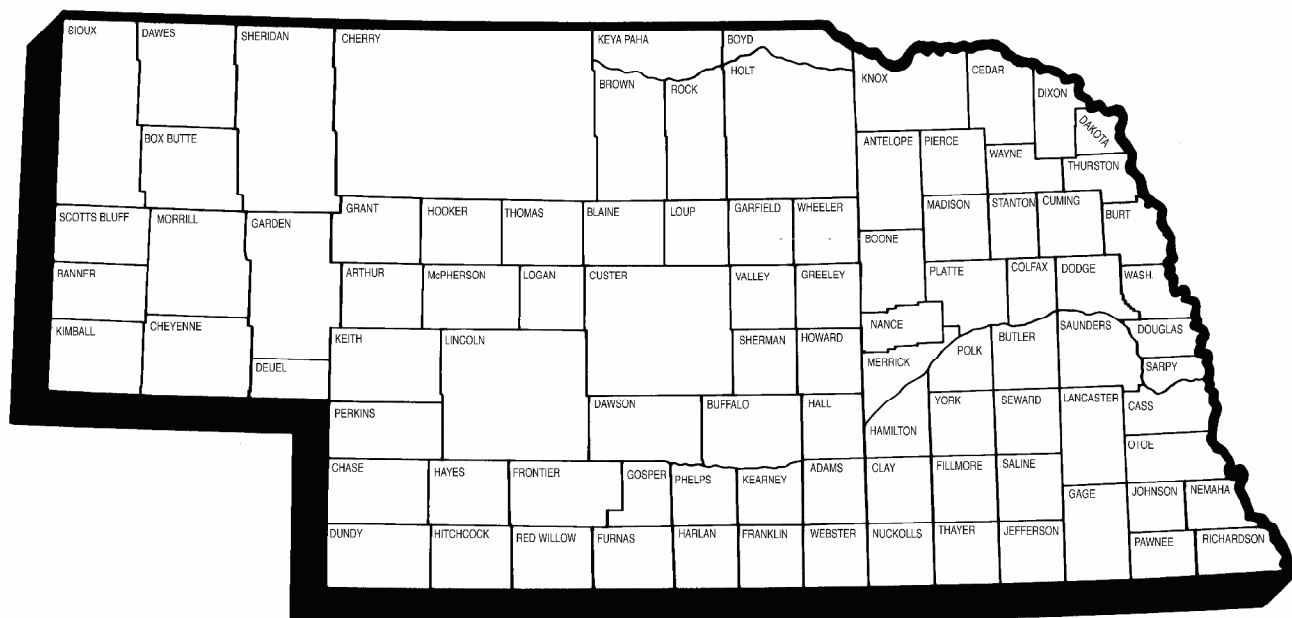 SIOUX
DAWES
SHERIDAN
CHERRY
KEYA PAHA
BOYD
HOLT
KNOX
CEDAR
DIXON
DAKOTA
BROWN
ROCK
BOX BUTTE
ANTELOPE
PIERCE
WAYNE
THURSTON
SCOTTS BLUFF
MORRILL
GARDEN
GRANT
HOOKER
THOMAS
BLAINE
LOUP
GARFIELD
WHEELER
MADISON
STANTON
CUMING
BURT
BOONE
BANNER
ARTHUR
McPHERSON
LOGAN
CUSTER
VALLEY
GREELEY
PLATTE
COLFAX
DODGE
WASH.
KIMBALL
CHEYENNE
KEITH
LINCOLN
SHERMAN
HOWARD
NANCE
BUTLER
SAUNDERS
DOUGLAS
DEUEL
MERRICK
POLK
SARPY
PERKINS
DAWSON
BUFFALO
HALL
YORK
SEWARD
LANCASTER
CASS
HAMILTON
OTOE
CHASE
HAYES
FRONTIER
GOSPER
PHELPS
KEARNEY
ADAMS
CLAY
FILLMORE
SALINE
GAGE
JOHNSON
NEMAHA
DUNDY
HITCHCOCK
RED WILLOW
FURNAS
HARLAN
FRANKLIN
WEBSTER
NUCKOLLS
THAYER
JEFFERSON
PAWNEE
RICHARDSON